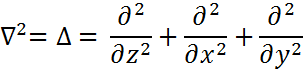 ∇²= Δ = ∂²/∂z² + ∂²/∂x² + ∂²/∂y²